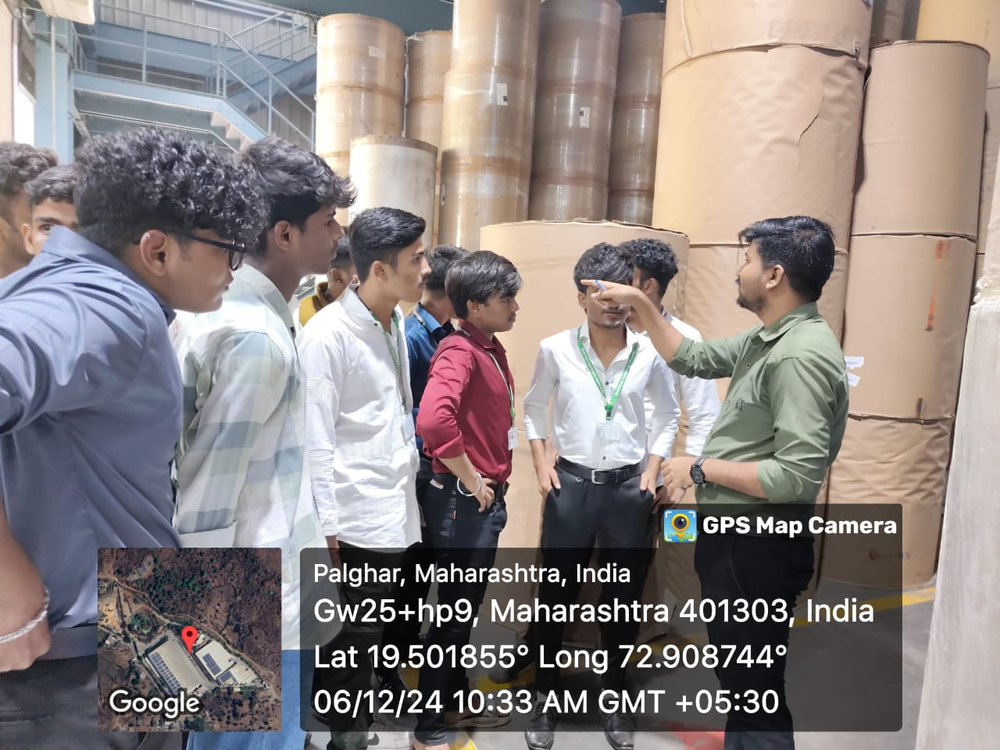 GPS Map Camera
Palghar, Maharashtra, India
Gw25+hp9, Maharashtra 401303, India
Lat 19.501855° Long 72.908744°
06/12/24 10:33 AM GMT +05:30
Google